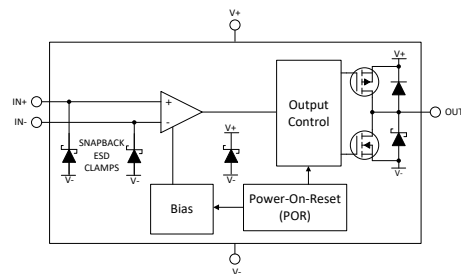 V+
IN+
IN-
+
-
SNAPBACK
ESD
CLAMPS
V-
V-
V+
V-
Output
Control
V+
OUT
V-
Bias
Power-On-Reset
(POR)
V-